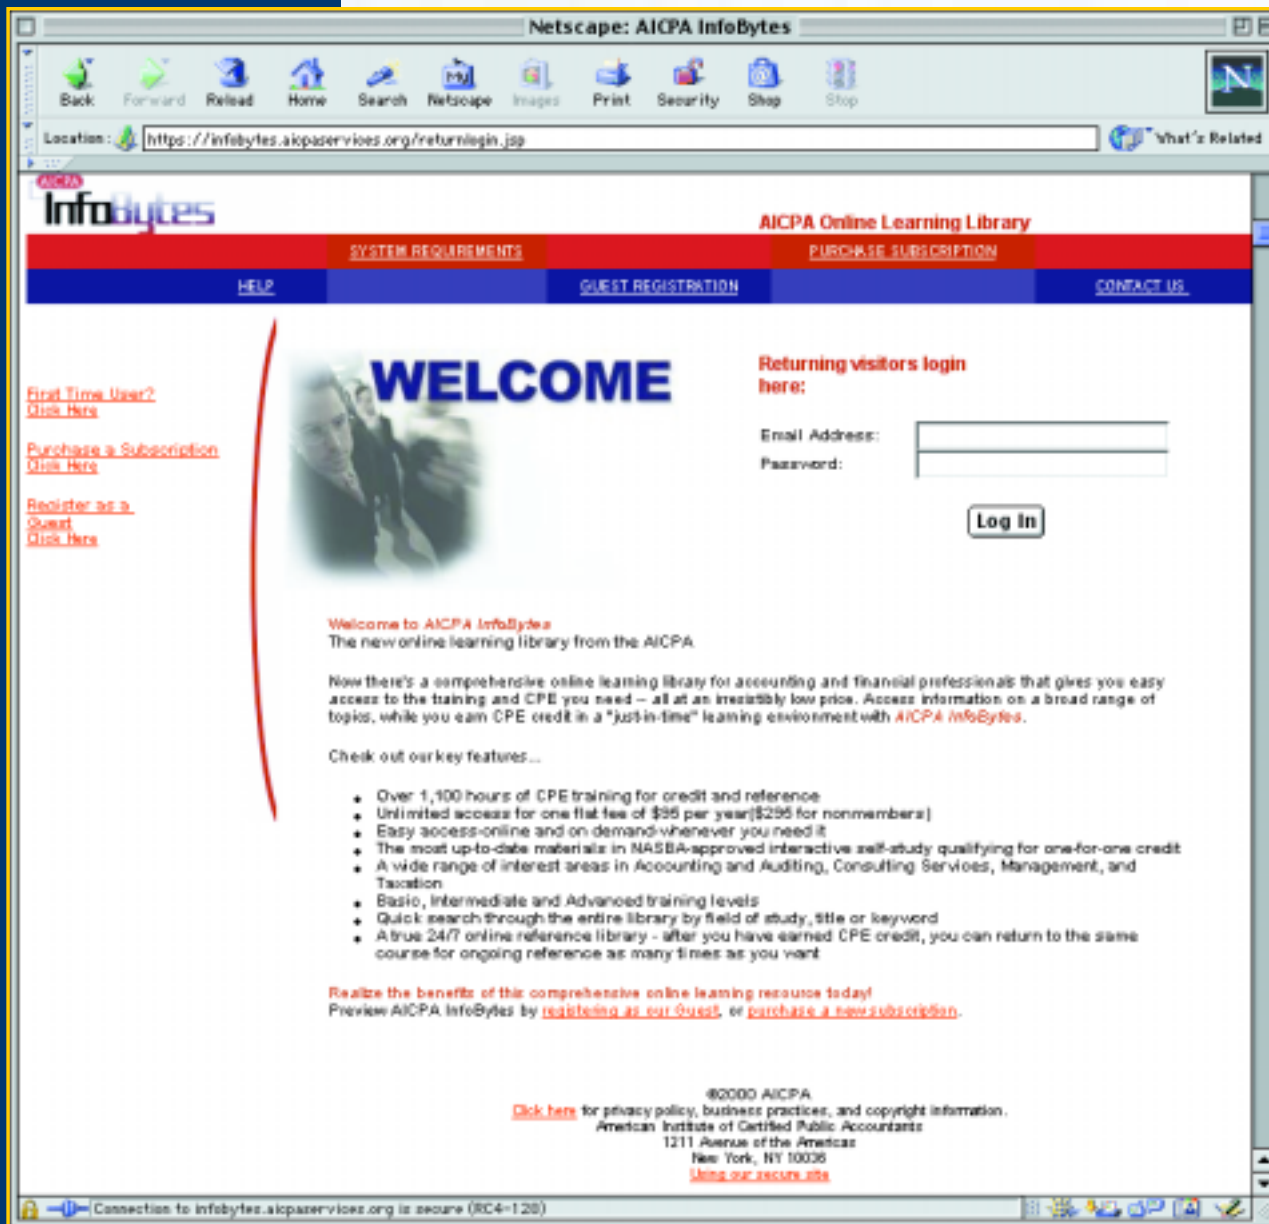 Netscape: AICPA InfoBytes
Back Forward Reload Home Search Netscape Images Print Security Shop Stop
Location: https://infobytes.aicpaservices.org/returnlogin.jsp What's Related
AICPA
InfoBytes
AICPA Online Learning Library
SYSTEM REQUIREMENTS PURCHASE SUBSCRIPTION
HELP GUEST REGISTRATION CONTACT US
First Time User?
Click Here
Purchase a Subscription
Click Here
Register as a
Guest
Click Here
WELCOME
Returning visitors login
here:
Email Address:
Password:
Log In
Welcome to AICPA InfoBytes
The new online learning library from the AICPA
Now there's a comprehensive online learning library for accounting and financial professionals that gives you easy
access to the training and CPE you need – all at an irresistibly low price. Access information on a broad range of
topics, while you earn CPE credit in a "just-in-time" learning environment with AICPA InfoBytes.
Check out our key features...
• Over 1,100 hours of CPE training for credit and reference
• Unlimited access for one flat fee of $95 per year($295 for nonmembers)
• Easy access-online and on demand-whenever you need it
• The most up-to-date materials in NASBA-approved interactive self-study qualifying for one-for-one credit
• A wide range of interest areas in Accounting and Auditing, Consulting Services, Management, and
Taxation
• Basic, Intermediate and Advanced training levels
• Quick search through the entire library by field of study, title or keyword
• A true 24/7 online reference library - after you have earned CPE credit, you can return to the same
course for ongoing reference as many times as you want
Realize the benefits of this comprehensive online learning resource today!
Preview AICPA InfoBytes by registering as our Guest, or purchase a new subscription.
©2000 AICPA
Click here for privacy policy, business practices, and copyright information.
American Institute of Certified Public Accountants
1211 Avenue of the Americas
New York, NY 10036
Using our secure site
Connection to infobytes.aicpaservices.org is secure (RC4-128)